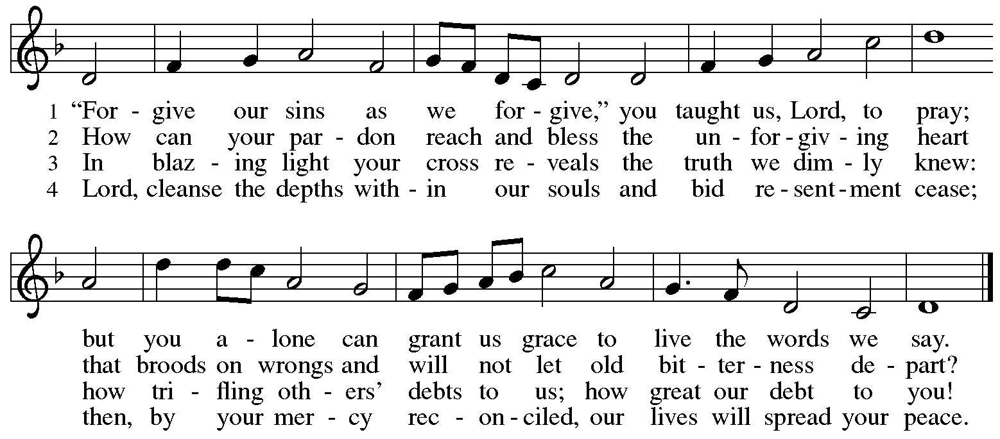 1 “For - give our sins as we for - give,” you taught us, Lord, to pray;
2 How can your par - don reach and bless the un - for - giv - ing heart
3 In blaz - ing light your cross re - veals the truth we dim - ly knew:
4 Lord, cleanse the depths with - in our souls and bid re - sent - ment cease;
but you a - lone can grant us grace to live the words we say.
that broods on wrongs and will not let old bit - ter - ness de - part?
how tri - fling oth - ers’ debts to us; how great our debt to you!
then, by your mer - cy rec - on - ciled, our lives will spread your peace.